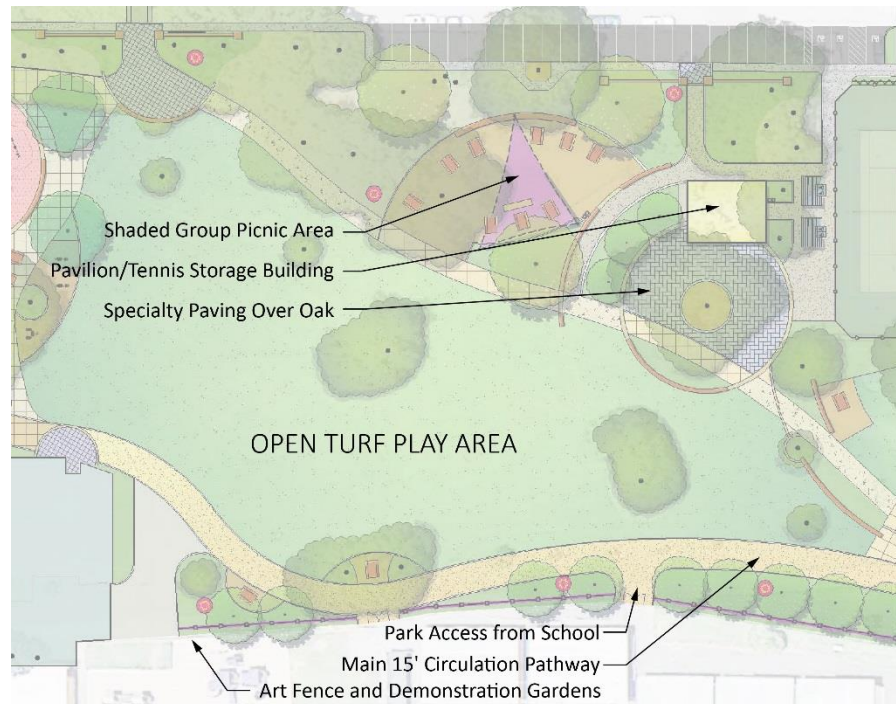 Shaded Group Picnic Area
Pavilion/Tennis Storage Building
Specialty Paving Over Oak
OPEN TURF PLAY AREA
Park Access from School
Main 15' Circulation Pathway
Art Fence and Demonstration Gardens